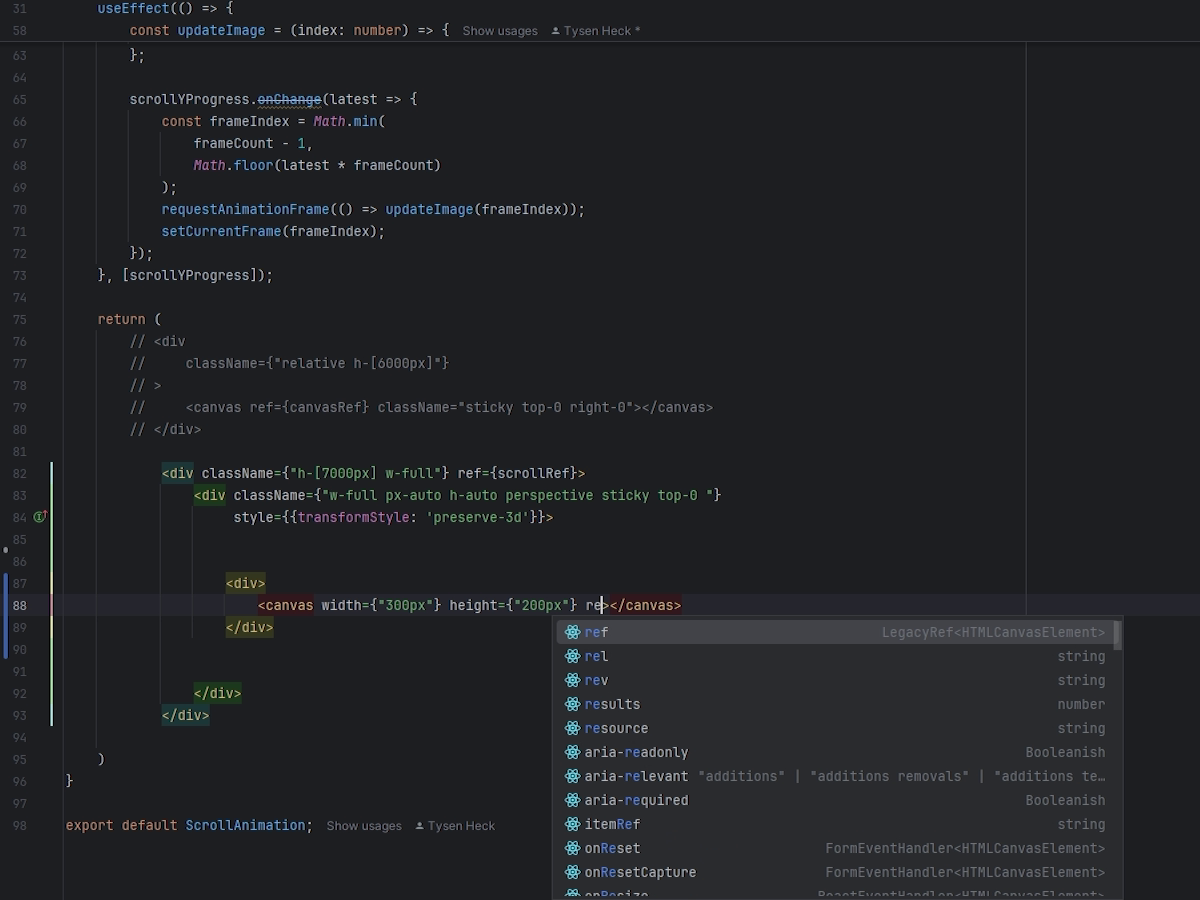 31 useEffect(() => {
58 const updateImage = (index: number) => { Show usages Tysen Heck *
63 };
64
65 scrollYProgress.onChange(latest => {
66 const frameIndex = Math.min(
67 frameCount - 1,
68 Math.floor(latest * frameCount)
69 );
70 requestAnimationFrame(() => updateImage(frameIndex));
71 setCurrentFrame(frameIndex);
72 });
73 }, [scrollYProgress]);
74
75 return (
76 // <div
77 // className={"relative h-[6000px]"}
78 // >
79 // <canvas ref={canvasRef} className="sticky top-0 right-0"></canvas>
80 // </div>
81
82 <div className={"h-[7000px] w-full"} ref={scrollRef}>
83 <div className={"w-full px-auto h-auto perspective sticky top-0 "}
84 style={{transformStyle: 'preserve-3d'}}>
85
86
87 <div>
88 <canvas width={"300px"} height={"200px"} re></canvas>
89 </div>
90
91
92 </div>
93 </div>
94
95 )
96 }
97
98 export default ScrollAnimation; Show usages Tysen Heck
ref LegacyRef<HTMLCanvasElement>
rel string
rev string
results number
resource string
aria-readonly Booleanish
aria-relevant "additions" | "additions removals" | "additions te…
aria-required Booleanish
itemRef string
onReset FormEventHandler<HTMLCanvasElement>
onResetCapture FormEventHandler<HTMLCanvasElement>
onResize ReactEventHandler<HTMLCanvasElement>